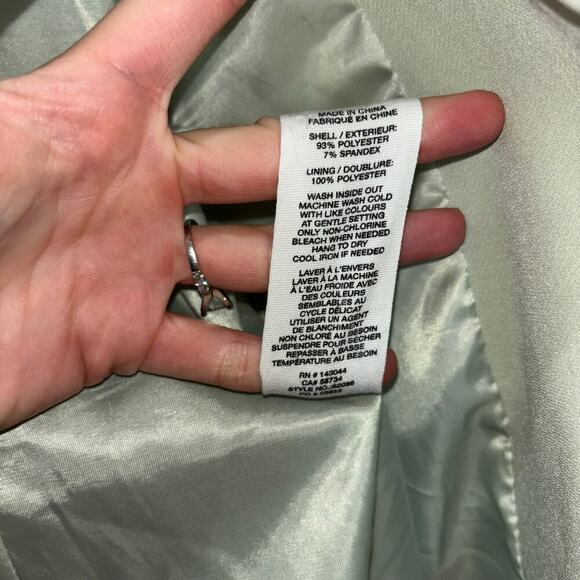 MADE IN CHINA
FABRIQUÉ EN CHINE
SHELL / EXTERIEUR:
93% POLYESTER
7% SPANDEX
LINING / DOUBLURE:
100% POLYESTER
WASH INSIDE OUT
MACHINE WASH COLD
WITH LIKE COLOURS
AT GENTLE SETTING
ONLY NON-CHLORINE
BLEACH WHEN NEEDED
HANG TO DRY
COOL IRON IF NEEDED
LAVER À L'ENVERS
LAVER À LA MACHINE
À L'EAU FROIDE AVEC
DES COULEURS
SEMBLABLES AU
CYCLE DÉLICAT
UTILISER UN AGENT
DE BLANCHIMENT
NON CHLORÉ AU BESOIN
SUSPENDRE POUR SÉCHER
REPASSER À BASSE
TEMPÉRATURE AU BESOIN
RN # 143044
CA# 58734
STYLE NO.:
PO #